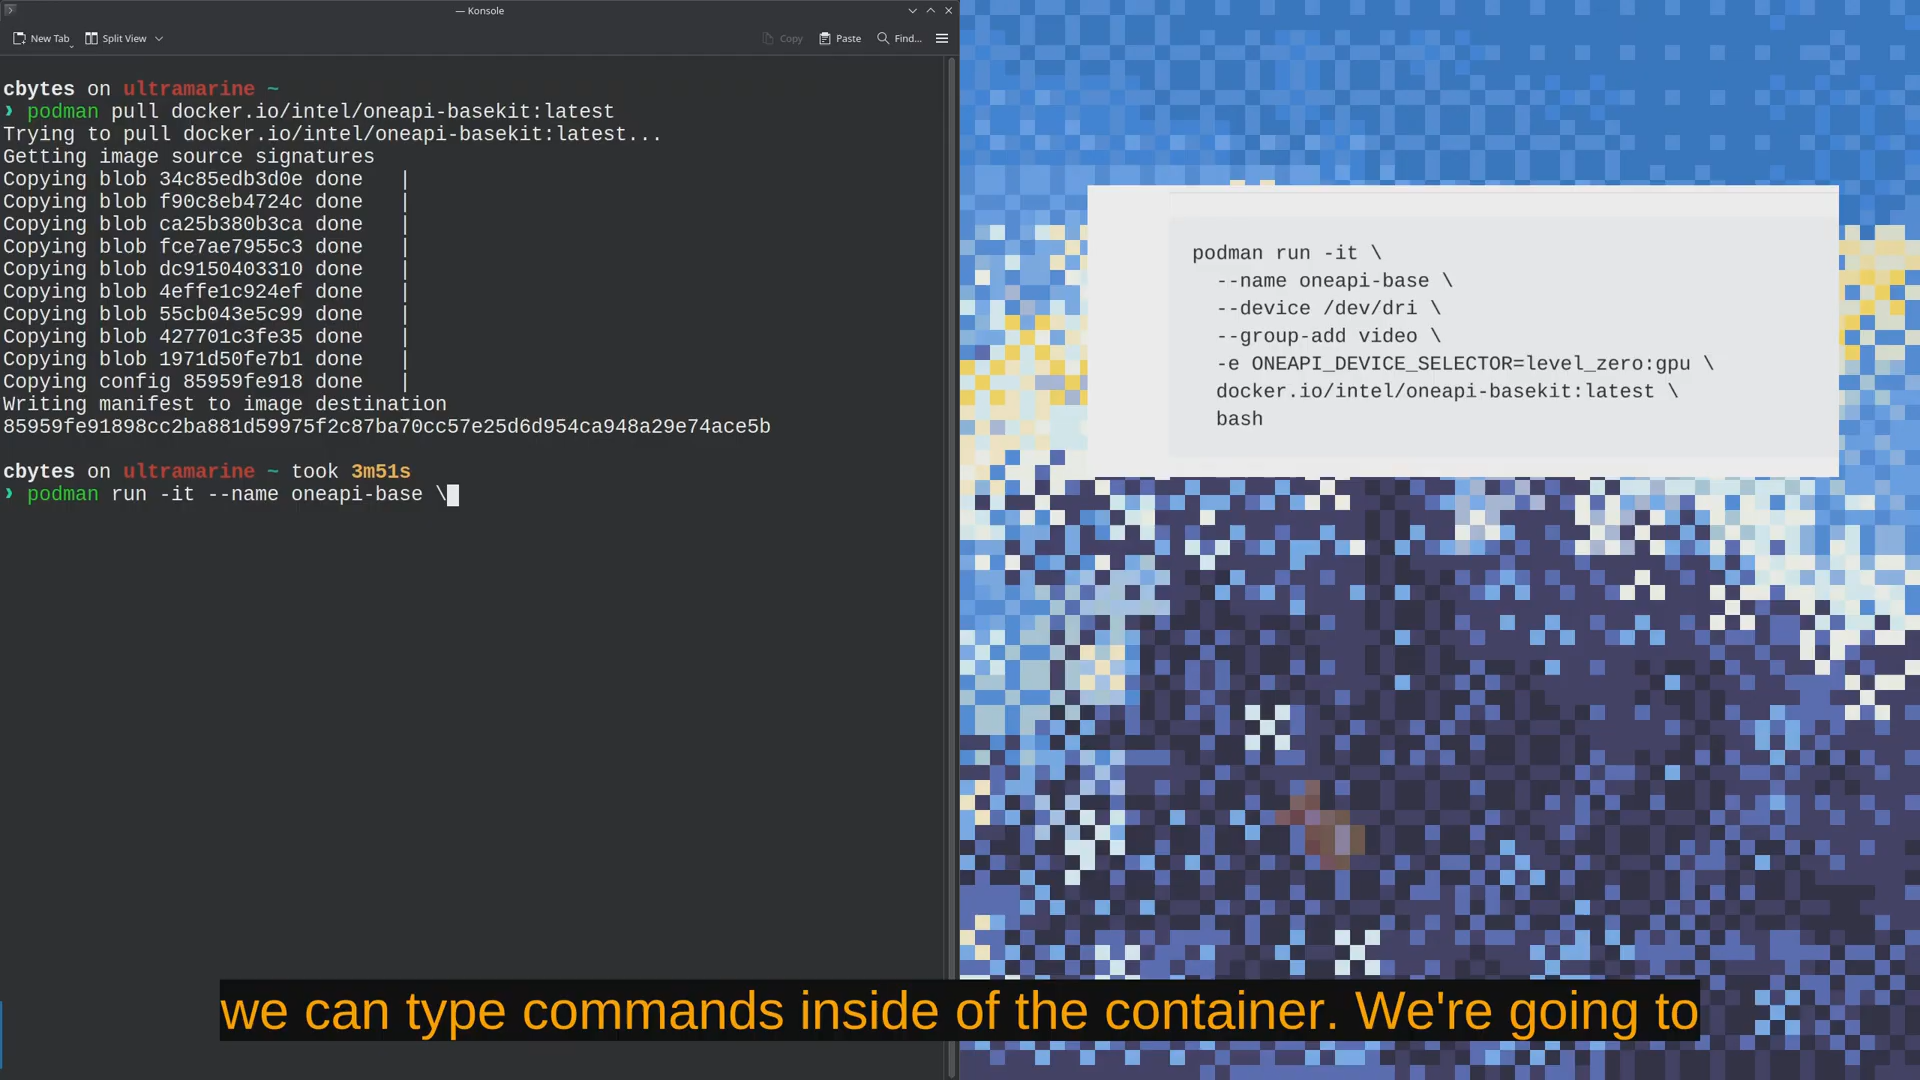 — Konsole
New Tab
Split View
Copy
Paste
Find...
cbytes on ultramarine ~
❯ podman pull docker.io/intel/oneapi-basekit:latest
Trying to pull docker.io/intel/oneapi-basekit:latest...
Getting image source signatures
Copying blob 34c85edb3d0e done   |
Copying blob f90c8eb4724c done   |
Copying blob ca25b380b3ca done   |
Copying blob fce7ae7955c3 done   |
Copying blob dc9150403310 done   |
Copying blob 4effe1c924ef done   |
Copying blob 55cb043e5c99 done   |
Copying blob 427701c3fe35 done   |
Copying blob 1971d50fe7b1 done   |
Copying config 85959fe918 done   |
Writing manifest to image destination
85959fe91898cc2ba881d59975f2c87ba70cc57e25d6d954ca948a29e74ace5b
cbytes on ultramarine ~ took 3m51s
❯ podman run -it --name oneapi-base \
podman run -it \
--name oneapi-base \
--device /dev/dri \
--group-add video \
-e ONEAPI_DEVICE_SELECTOR=level_zero:gpu \
docker.io/intel/oneapi-basekit:latest \
bash
we can type commands inside of the container. We're going to